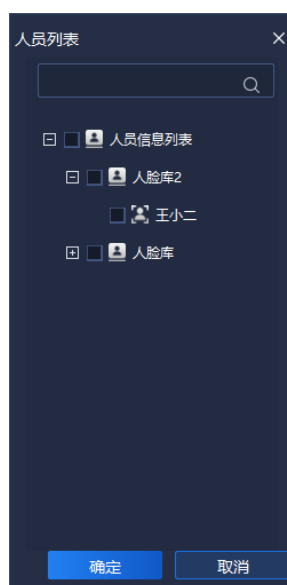 人员列表
人员信息列表
人脸库2
王小二
人脸库
确定 取消